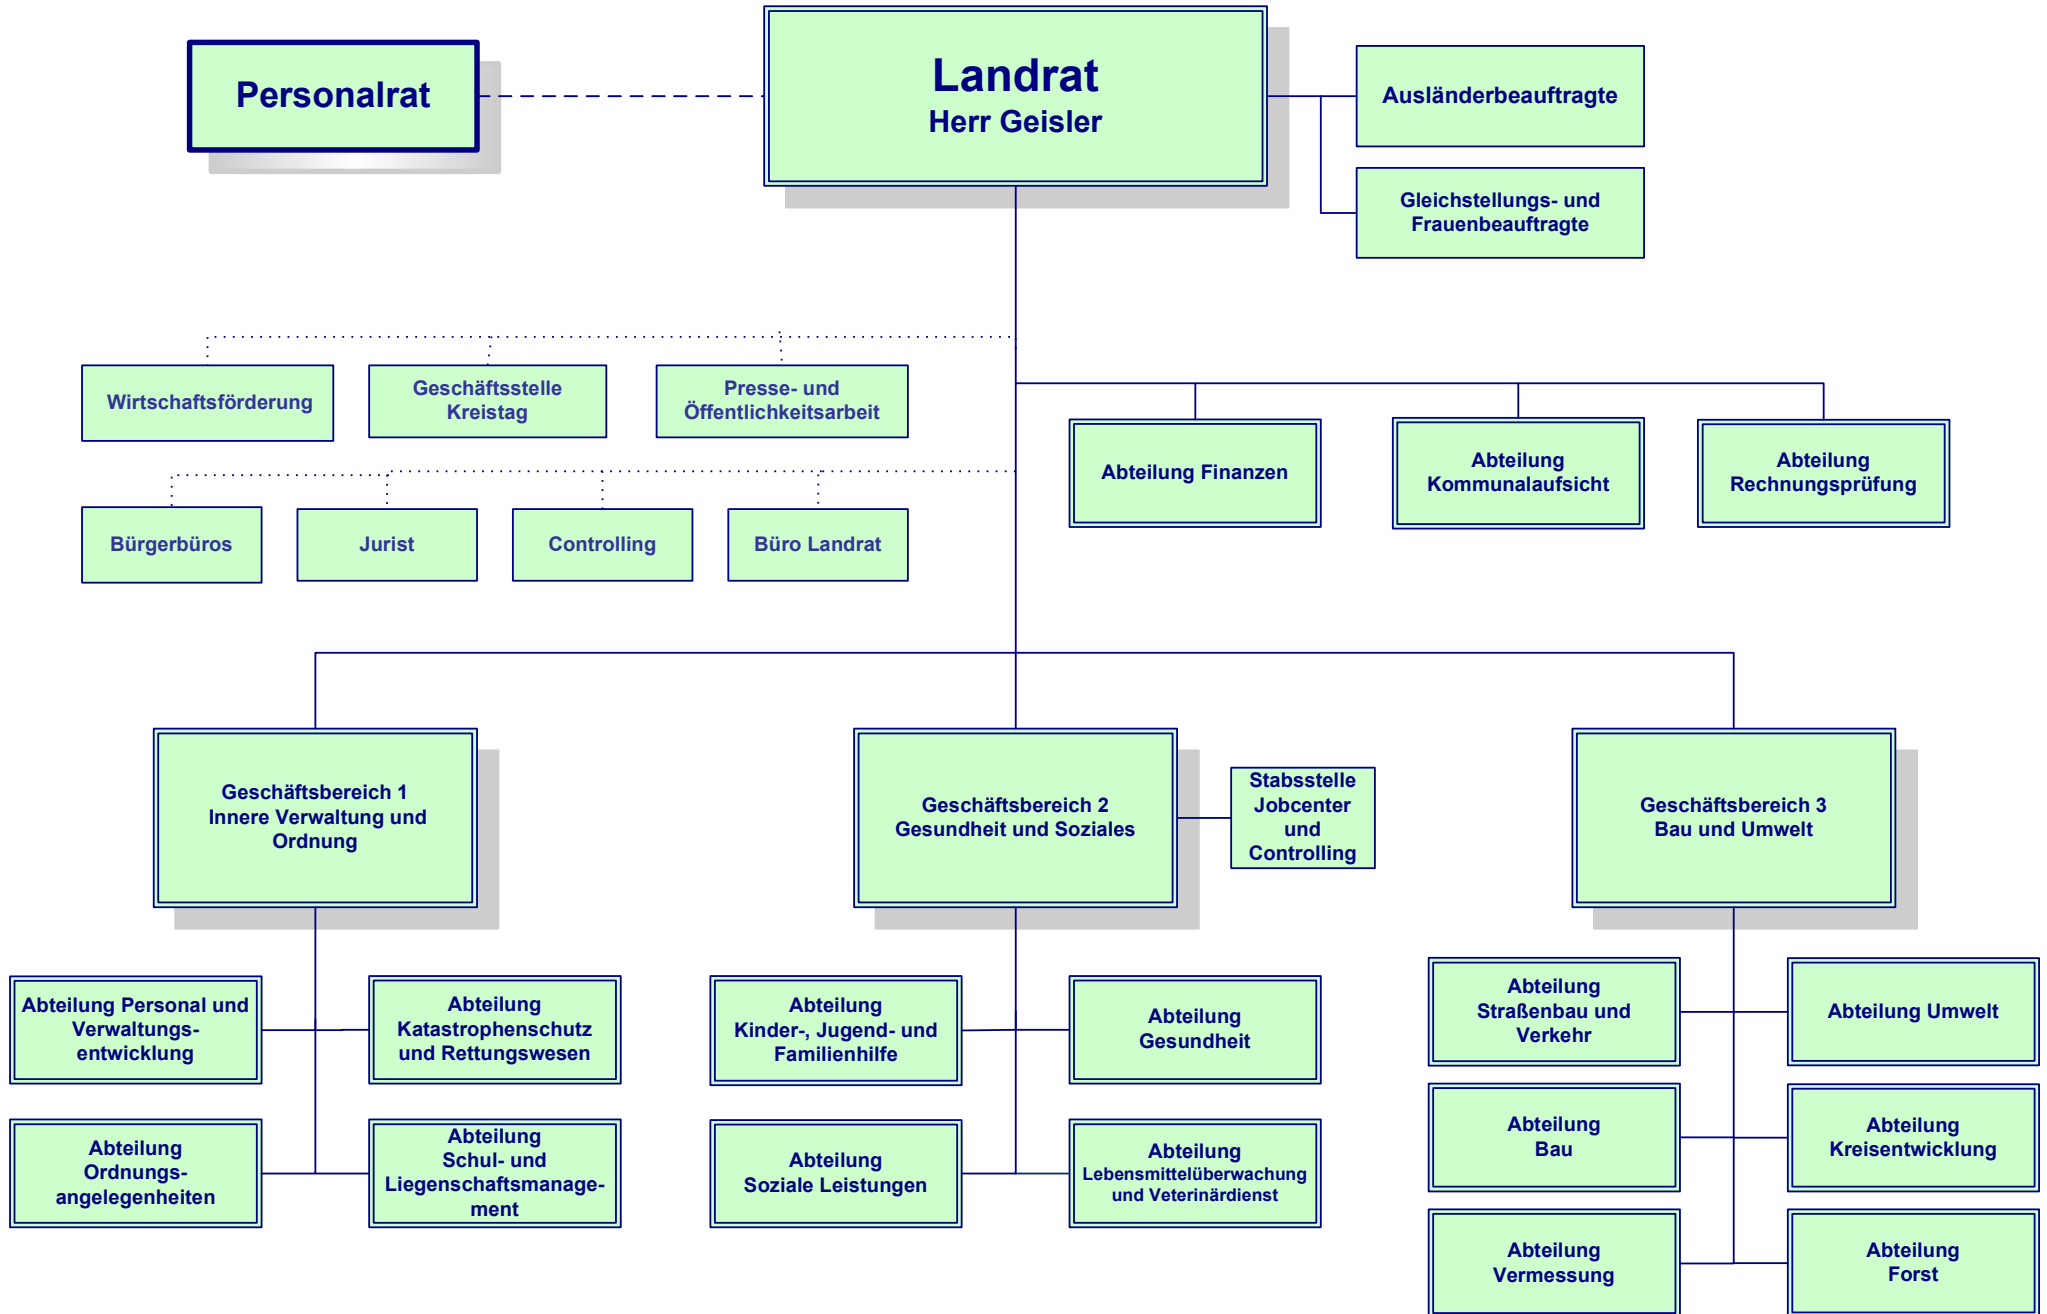 Personalrat
Landrat
Herr Geisler
Ausländerbeauftragte
Gleichstellungs- und
Frauenbeauftragte
Wirtschaftsförderung
Geschäftsstelle
Kreistag
Presse- und
Öffentlichkeitsarbeit
Abteilung Finanzen
Abteilung
Kommunalaufsicht
Abteilung
Rechnungsprüfung
Bürgerbüros
Jurist
Controlling
Büro Landrat
Geschäftsbereich 1
Innere Verwaltung und
Ordnung
Geschäftsbereich 2
Gesundheit und Soziales
Stabsstelle
Jobcenter
und
Controlling
Geschäftsbereich 3
Bau und Umwelt
Abteilung Personal und
Verwaltungs-
entwicklung
Abteilung
Katastrophenschutz
und Rettungswesen
Abteilung
Kinder-, Jugend- und
Familienhilfe
Abteilung
Gesundheit
Abteilung
Straßenbau und
Verkehr
Abteilung Umwelt
Abteilung
Ordnungs-
angelegenheiten
Abteilung
Schul- und
Liegenschaftsmanage-
ment
Abteilung
Soziale Leistungen
Abteilung
Lebensmittelüberwachung
und Veterinärdienst
Abteilung
Bau
Abteilung
Kreisentwicklung
Abteilung
Vermessung
Abteilung
Forst